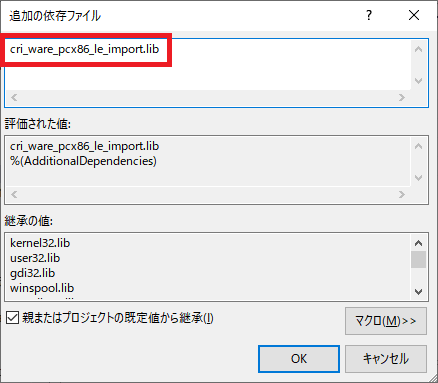 追加の依存ファイル
cri_ware_pcx86_le_import.lib
評価された値:
cri_ware_pcx86_le_import.lib
%(AdditionalDependencies)
継承の値:
kernel32.lib
user32.lib
gdi32.lib
winspool.lib
親またはプロジェクトの既定値から継承(I)
マクロ(M)>>
OK
キャンセル